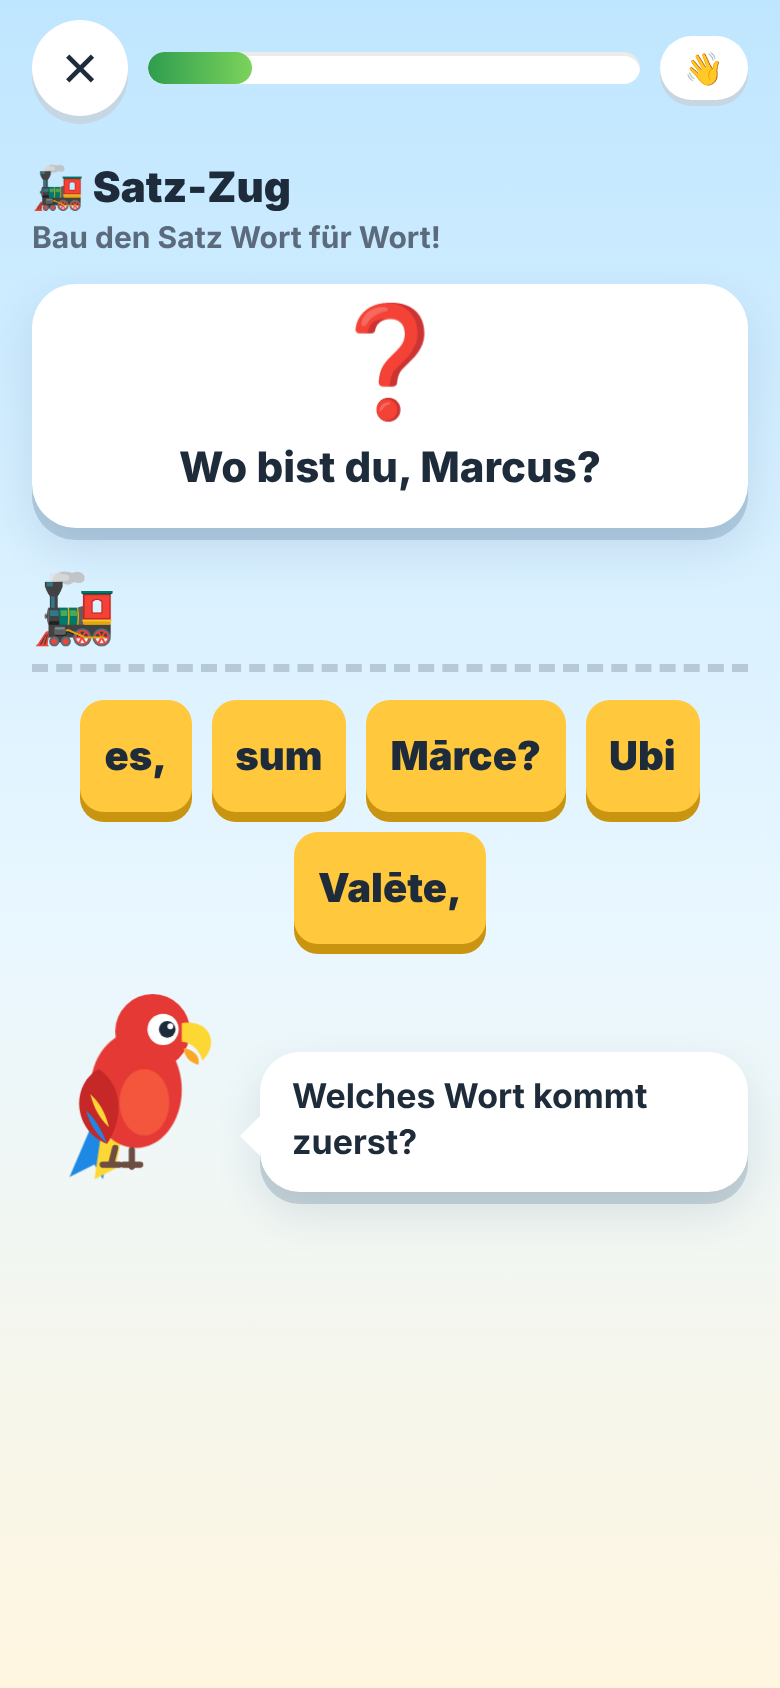 Satz-Zug
Bau den Satz Wort für Wort!
Wo bist du, Marcus?
es,
sum
Mārce?
Ubi
Valēte,
Welches Wort kommt
zuerst?